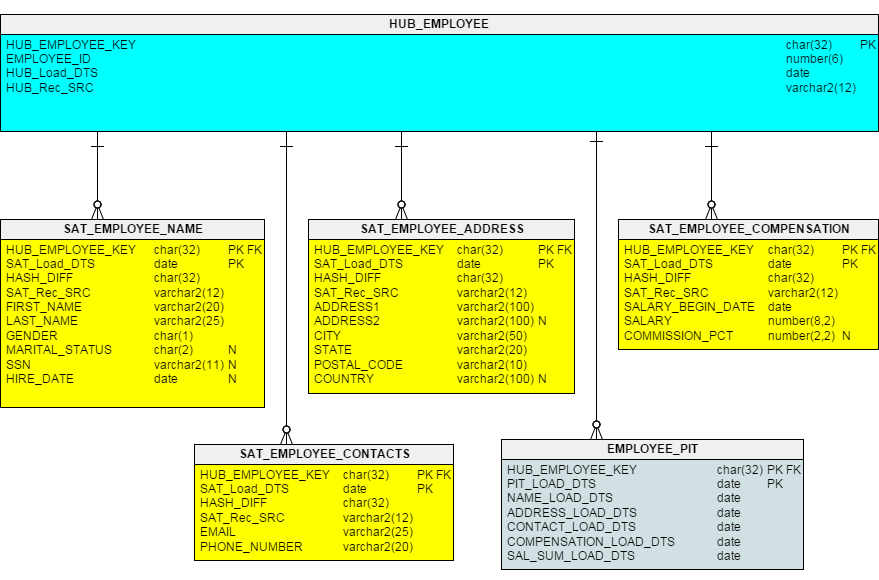 HUB_EMPLOYEE
HUB_EMPLOYEE_KEY char(32) PK
EMPLOYEE_ID number(6)
HUB_Load_DTS date
HUB_Rec_SRC varchar2(12)
SAT_EMPLOYEE_NAME
HUB_EMPLOYEE_KEY char(32) PK FK
SAT_Load_DTS date PK
HASH_DIFF char(32)
SAT_Rec_SRC varchar2(12)
FIRST_NAME varchar2(20)
LAST_NAME varchar2(25)
GENDER char(1)
MARITAL_STATUS char(2) N
SSN varchar2(11) N
HIRE_DATE date N
SAT_EMPLOYEE_ADDRESS
HUB_EMPLOYEE_KEY char(32) PK FK
SAT_Load_DTS date PK
HASH_DIFF char(32)
SAT_Rec_SRC varchar2(12)
ADDRESS1 varchar2(100)
ADDRESS2 varchar2(100) N
CITY varchar2(50)
STATE varchar2(20)
POSTAL_CODE varchar2(10)
COUNTRY varchar2(100) N
SAT_EMPLOYEE_COMPENSATION
HUB_EMPLOYEE_KEY char(32) PK FK
SAT_Load_DTS date PK
HASH_DIFF char(32)
SAT_Rec_SRC varchar2(12)
SALARY_BEGIN_DATE date
SALARY number(8,2)
COMMISSION_PCT number(2,2) N
SAT_EMPLOYEE_CONTACTS
HUB_EMPLOYEE_KEY char(32) PK FK
SAT_Load_DTS date PK
HASH_DIFF char(32)
SAT_Rec_SRC varchar2(12)
EMAIL varchar2(25)
PHONE_NUMBER varchar2(20)
EMPLOYEE_PIT
HUB_EMPLOYEE_KEY char(32) PK FK
PIT_LOAD_DTS date PK
NAME_LOAD_DTS date
ADDRESS_LOAD_DTS date
CONTACT_LOAD_DTS date
COMPENSATION_LOAD_DTS date
SAL_SUM_LOAD_DTS date